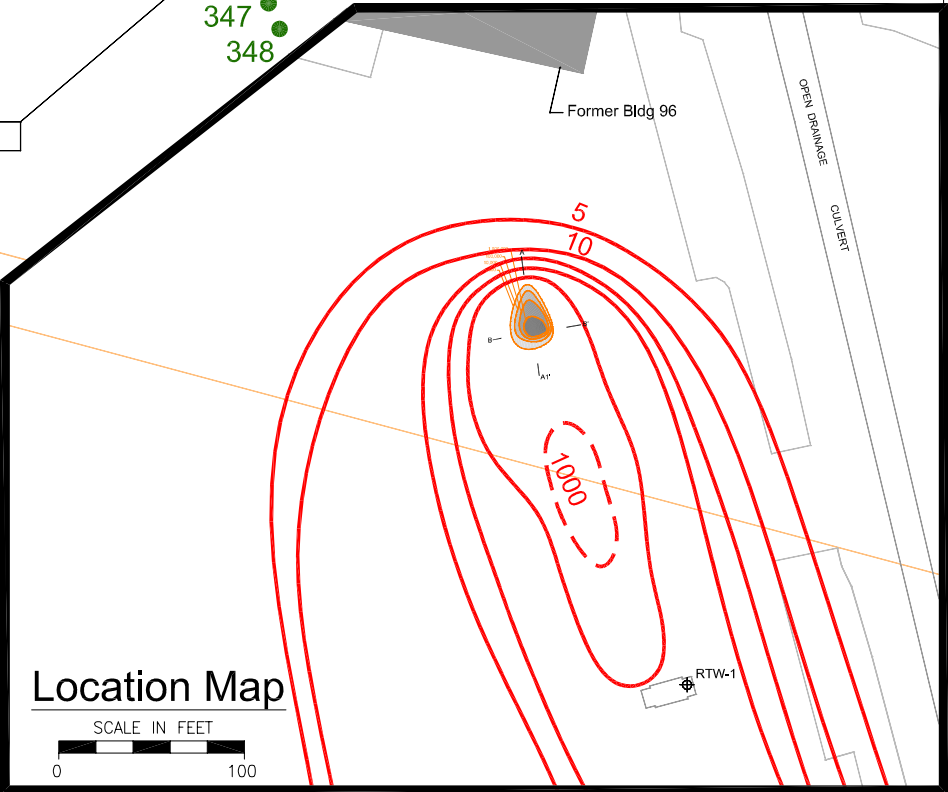 347
348
Former Bldg 96
OPEN DRAINAGE
CULVERT
5
10
A
B
B'
A1'
1000
RTW-1
Location Map
SCALE IN FEET
0 100